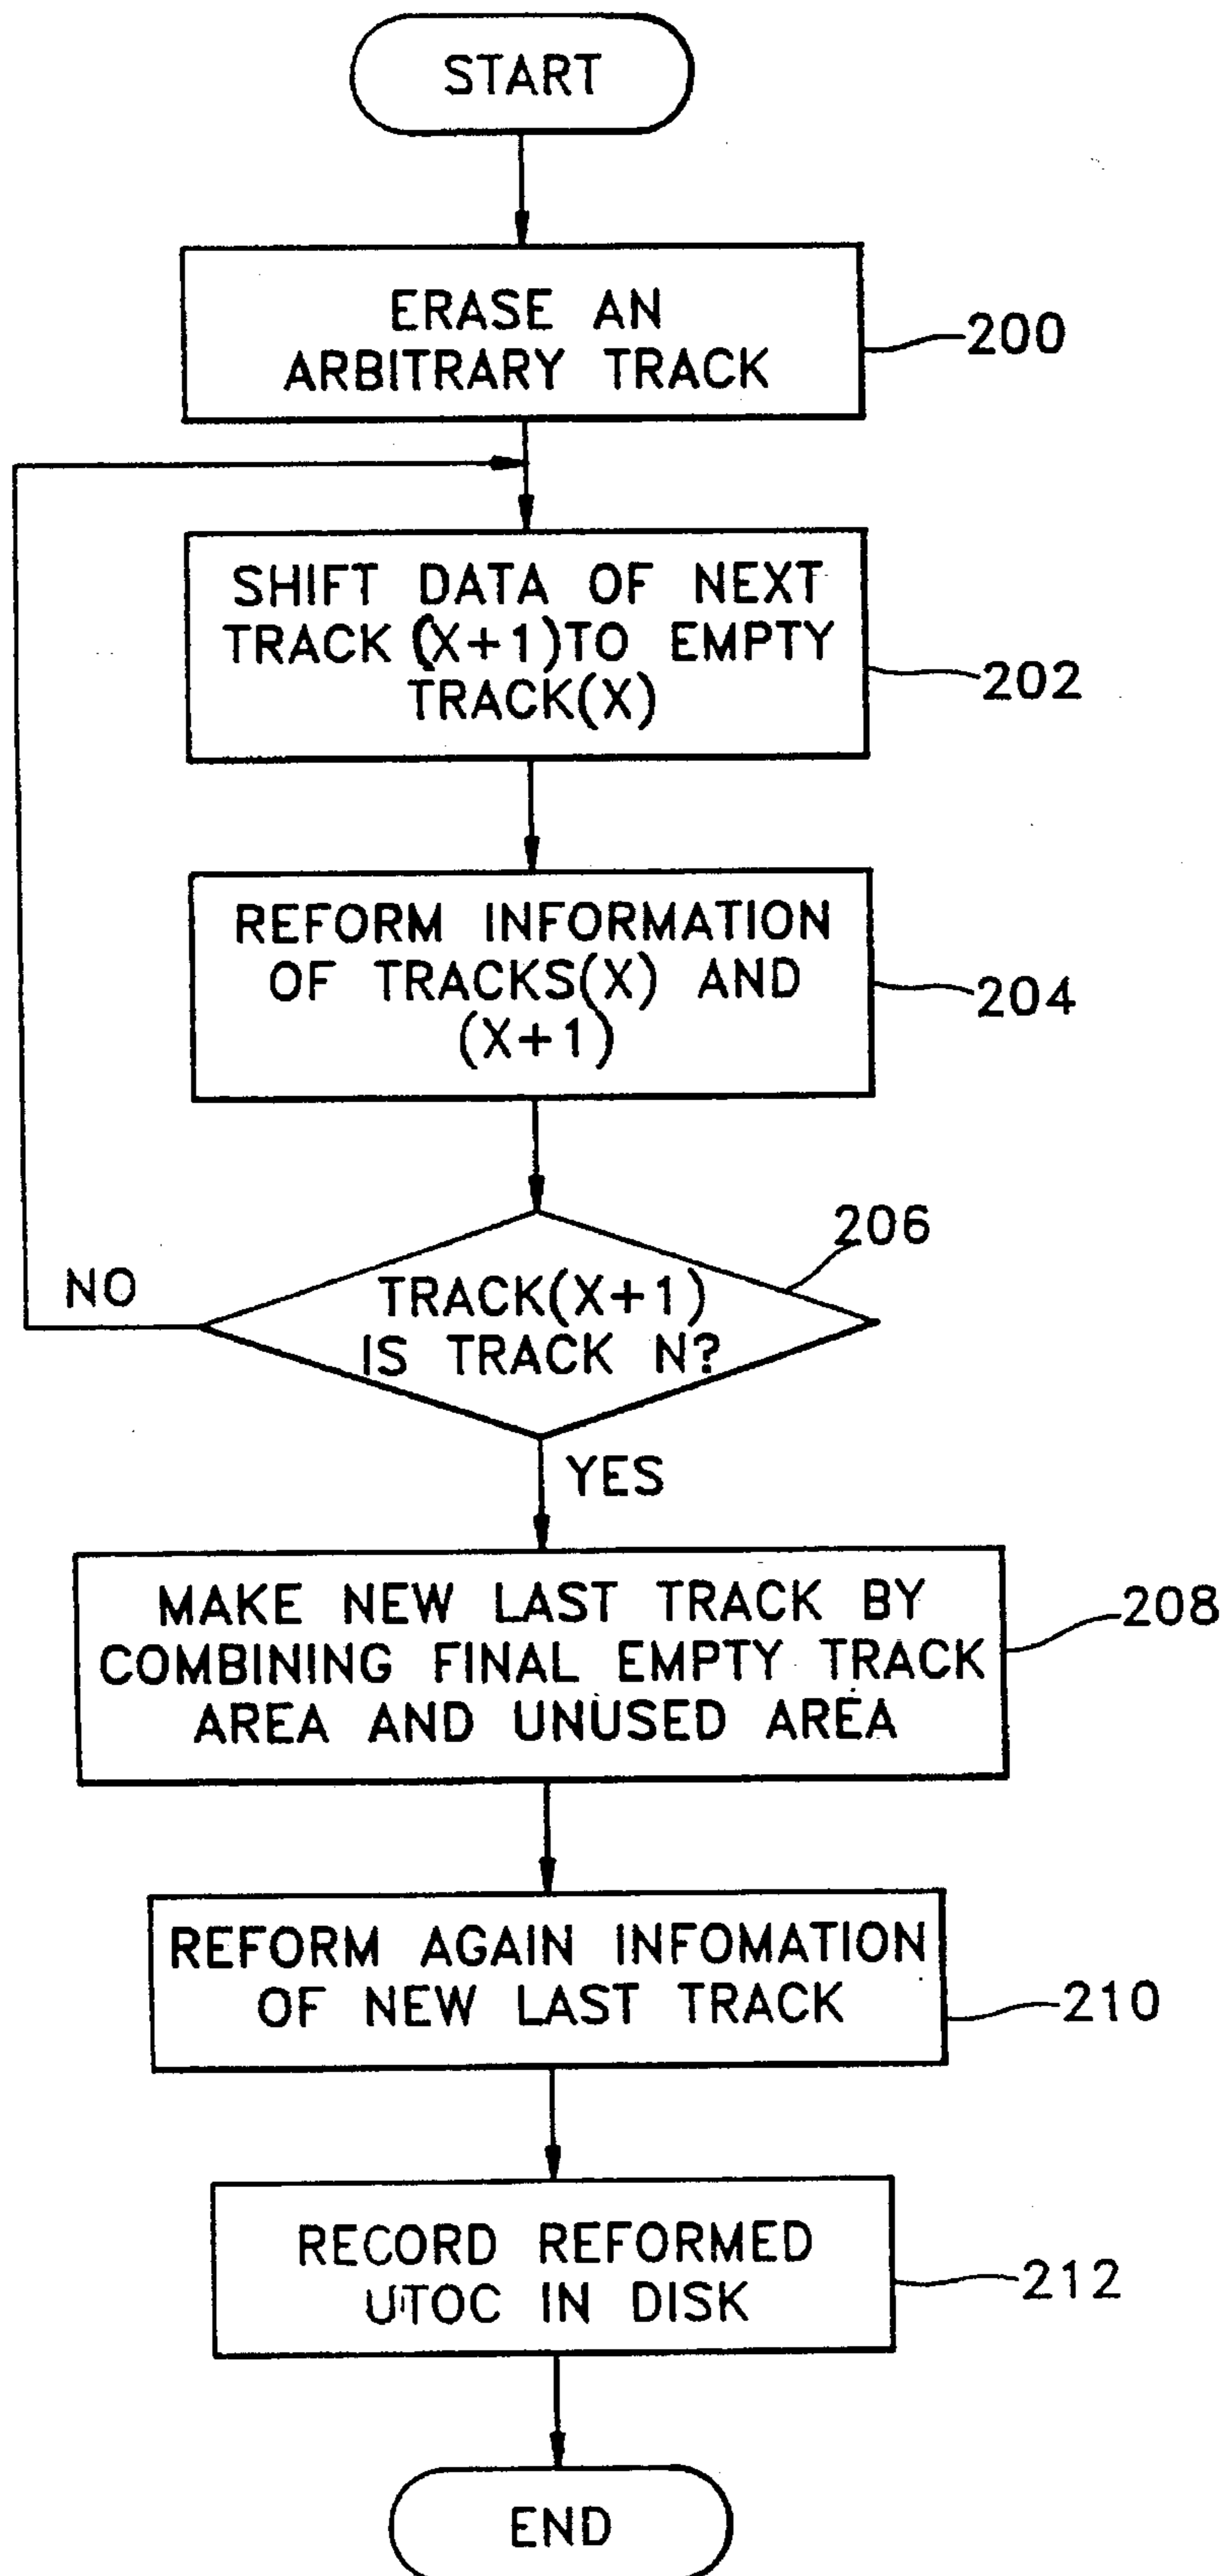 START
ERASE AN
ARBITRARY TRACK
200
SHIFT DATA OF NEXT
TRACK (X+1)TO EMPTY
TRACK(X)
202
REFORM INFORMATION
OF TRACKS(X) AND
(X+1)
204
206
TRACK(X+1)
IS TRACK N?
NO
YES
MAKE NEW LAST TRACK BY
COMBINING FINAL EMPTY TRACK
AREA AND UNUSED AREA
208
REFORM AGAIN INFOMATION
OF NEW LAST TRACK
210
RECORD REFORMED
UTOC IN DISK
212
END